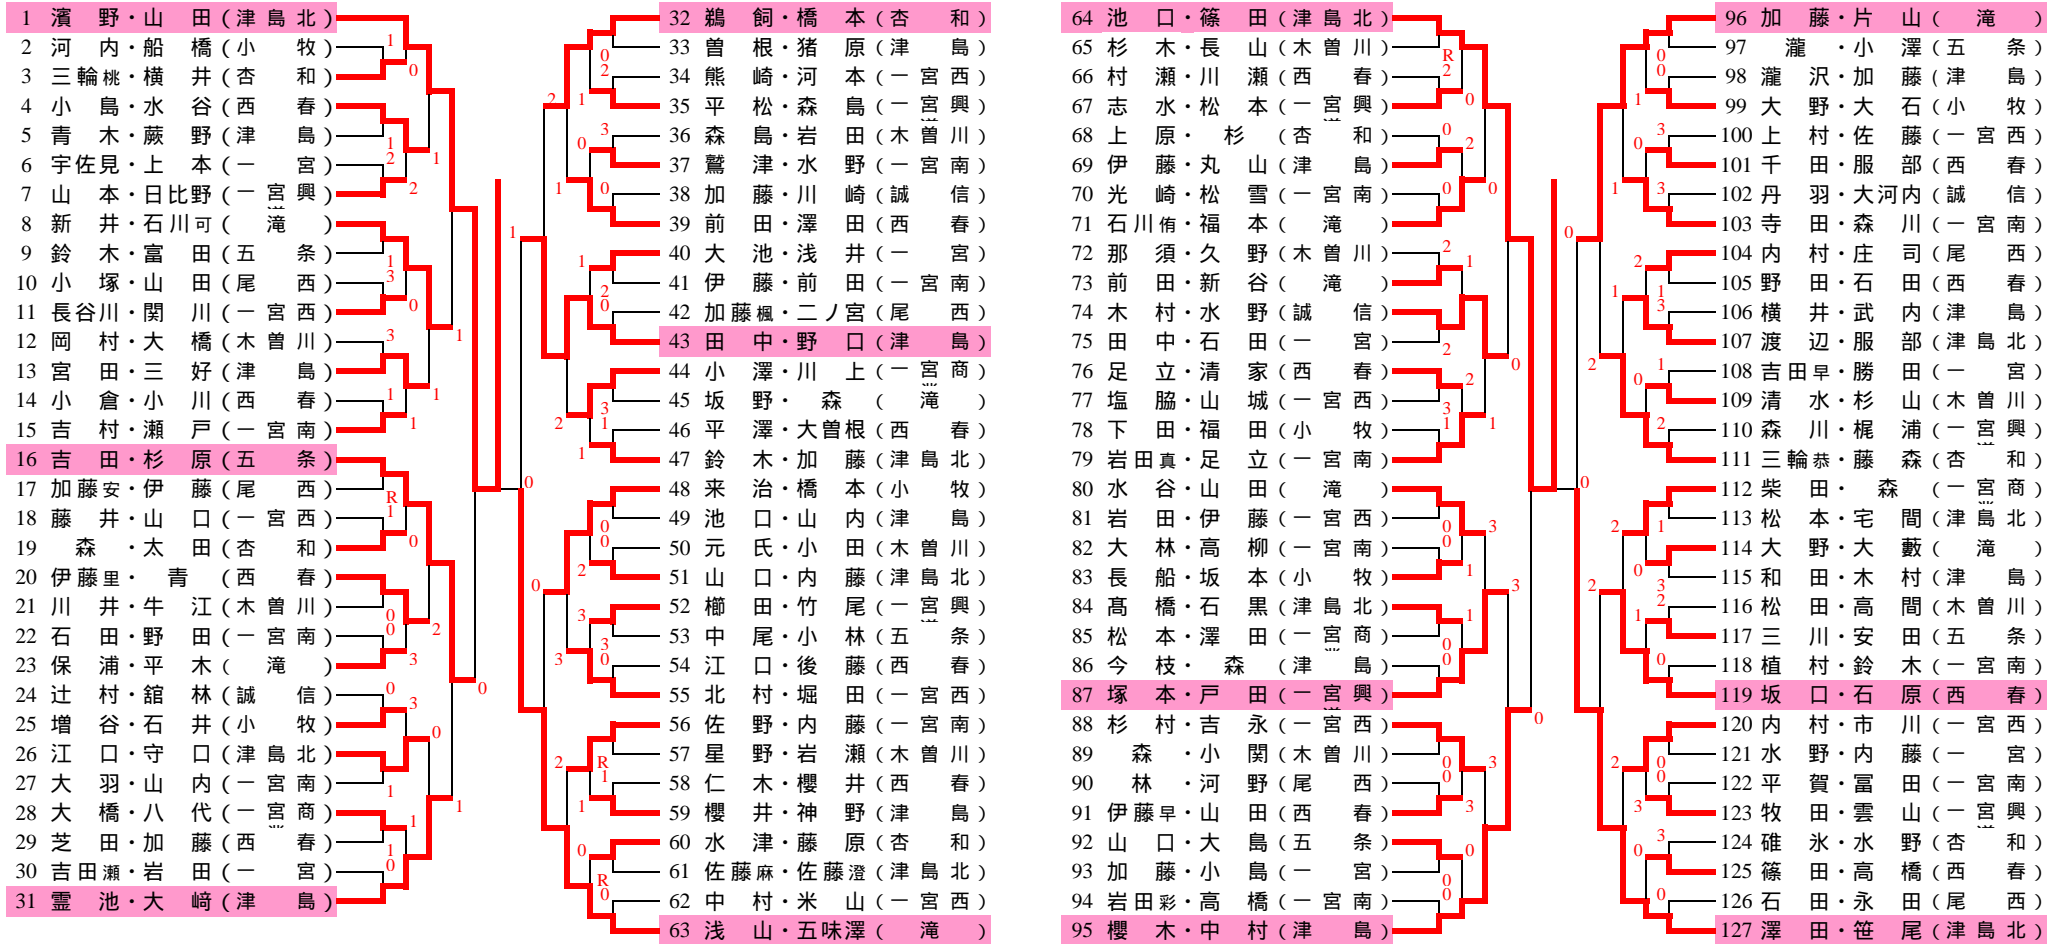 1 濱野・山田(津島北)
2 河内・船橋(小牧)
3 三輪桃・横井(杏和)
4 小島・水谷(西春)
5 青木・蕨野(津島)
6 宇佐見・上本(一宮)
7 山本・日比野(一宮興
8 新井・石川可(滝)
9 鈴木・富田(五条)
10 小塚・山田(尾西)
11 長谷川・関川(一宮西)
12 岡村・大橋(木曽川)
13 宮田・三好(津島)
14 小倉・小川(西春)
15 吉村・瀬戸(一宮南)
16 吉田・杉原(五条)
17 加藤安・伊藤(尾西)
18 藤井・山口(一宮西)
19 森・太田(杏和)
20 伊藤里・青(西春)
21 川井・牛江(木曽川)
22 石田・野田(一宮南)
23 保浦・平木(滝)
24 辻村・舘林(誠信)
25 増谷・石井(小牧)
26 江口・守口(津島北)
27 大羽・山内(一宮南)
28 大橋・八代(一宮商
29 芝田・加藤(西春)
30 吉田瀬・岩田(一宮)
31 霊池・大﨑(津島)
32 鵜飼・橋本(杏和)
33 曽根・猪原(津島)
34 熊崎・河本(一宮西)
35 平松・森島(一宮興
36 森島・岩田(木曽川)
37 鷲津・水野(一宮南)
38 加藤・川崎(誠信)
39 前田・澤田(西春)
40 大池・浅井(一宮)
41 伊藤・前田(一宮南)
42 加藤楓・二ノ宮(尾西)
43 田中・野口(津島)
44 小澤・川上(一宮商
45 坂野・森(滝)
46 平澤・大曽根(西春)
47 鈴木・加藤(津島北)
48 来治・橋本(小牧)
49 池口・山内(津島)
50 元氏・小田(木曽川)
51 山口・内藤(津島北)
52 櫛田・竹尾(一宮興
53 中尾・小林(五条)
54 江口・後藤(西春)
55 北村・堀田(一宮西)
56 佐野・内藤(一宮南)
57 星野・岩瀬(木曽川)
58 仁木・櫻井(西春)
59 櫻井・神野(津島)
60 水津・藤原(杏和)
61 佐藤麻・佐藤澄(津島北)
62 中村・米山(一宮西)
63 浅山・五味澤(滝)
64 池口・篠田(津島北)
65 杉木・長山(木曽川)
66 村瀬・川瀬(西春)
67 志水・松本(一宮興
68 上原・杉(杏和)
69 伊藤・丸山(津島)
70 光崎・松雪(一宮南)
71 石川侑・福本(滝)
72 那須・久野(木曽川)
73 前田・新谷(滝)
74 木村・水野(誠信)
75 田中・石田(一宮)
76 足立・清家(西春)
77 塩脇・山城(一宮西)
78 下田・福田(小牧)
79 岩田真・足立(一宮南)
80 水谷・山田(滝)
81 岩田・伊藤(一宮西)
82 大林・高柳(一宮南)
83 長船・坂本(小牧)
84 髙橋・石黒(津島北)
85 松本・澤田(一宮商
86 今枝・森(津島)
87 塚本・戸田(一宮興
88 杉村・吉永(一宮西)
89 森・小関(木曽川)
90 林・河野(尾西)
91 伊藤早・山田(西春)
92 山口・大島(五条)
93 加藤・小島(一宮)
94 岩田彩・高橋(一宮南)
95 櫻木・中村(津島)
96 加藤・片山(滝)
97 瀧・小澤(五条)
98 瀧沢・加藤(津島)
99 大野・大石(小牧)
100 上村・佐藤(一宮西)
101 千田・服部(西春)
102 丹羽・大河内(誠信)
103 寺田・森川(一宮南)
104 内村・庄司(尾西)
105 野田・石田(西春)
106 横井・武内(津島)
107 渡辺・服部(津島北)
108 吉田早・勝田(一宮)
109 清水・杉山(木曽川)
110 森川・梶浦(一宮興
111 三輪恭・藤森(杏和)
112 柴田・森(一宮商
113 松本・宅間(津島北)
114 大野・大藪(滝)
115 和田・木村(津島)
116 松田・高間(木曽川)
117 三川・安田(五条)
118 植村・鈴木(一宮南)
119 坂口・石原(西春)
120 内村・市川(一宮西)
121 水野・内藤(一宮)
122 平賀・冨田(一宮南)
123 牧田・雲山(一宮興
124 碓氷・水野(杏和)
125 篠田・高橋(西春)
126 石田・永田(尾西)
127 澤田・笹尾(津島北)